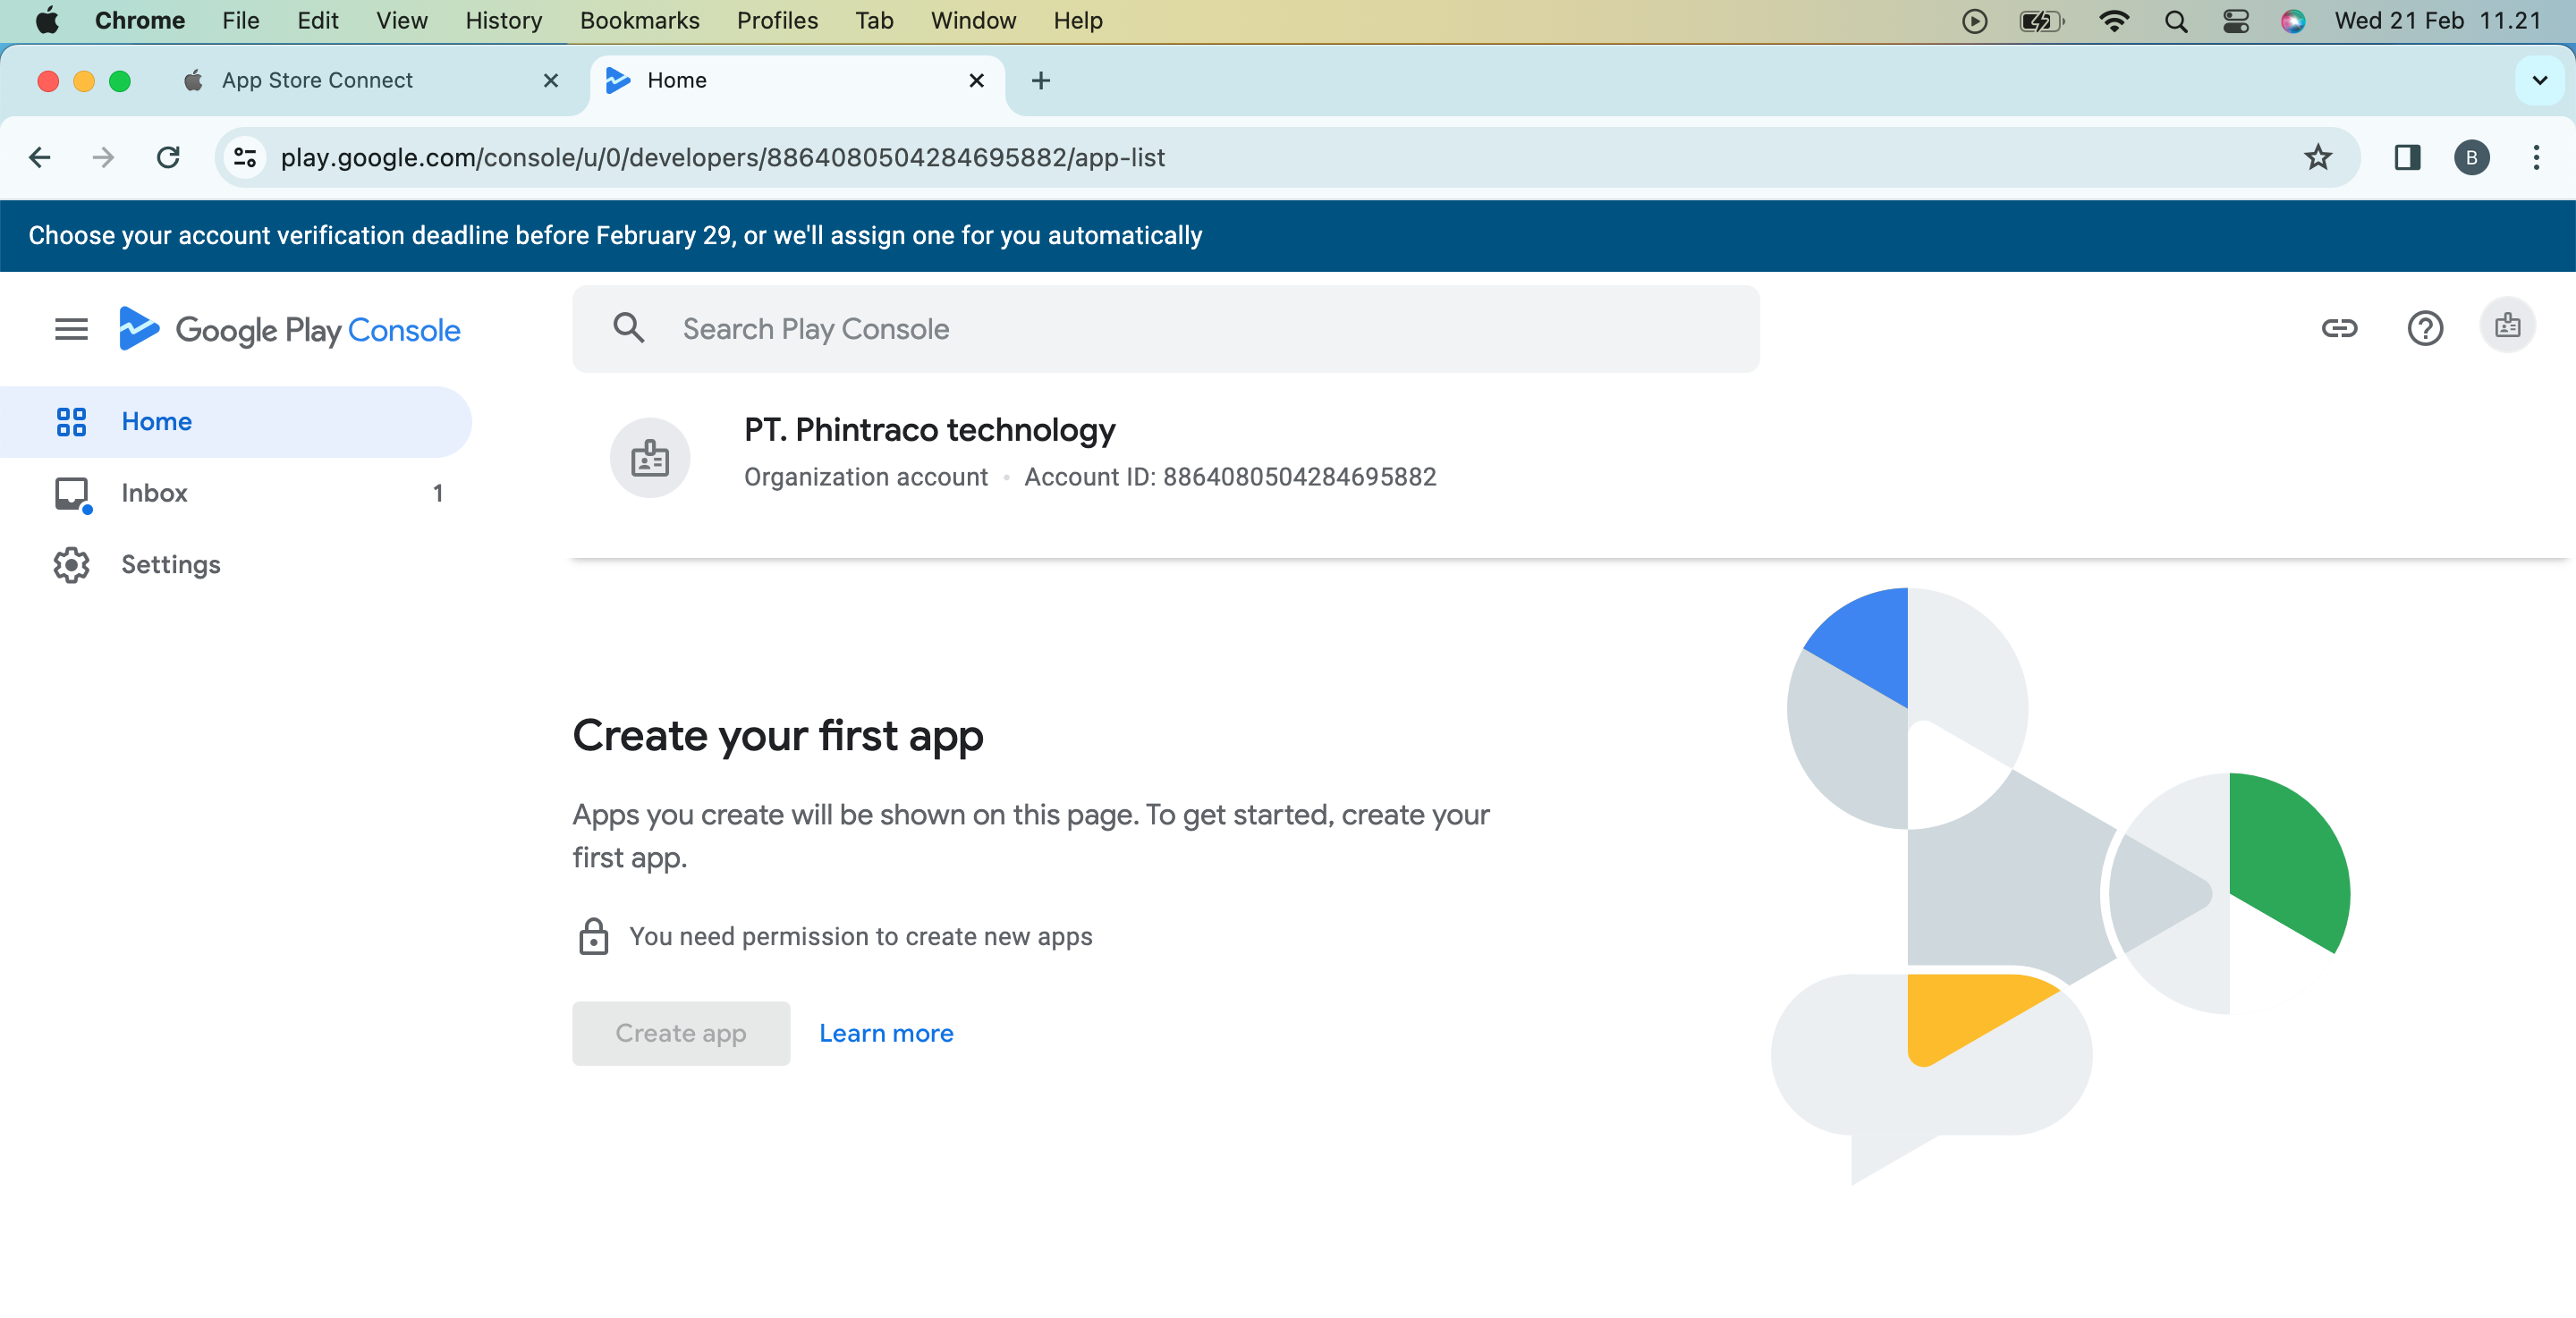 Chrome File Edit View History Bookmarks Profiles Tab Window Help Wed 21 Feb 11.21
App Store Connect Home
play.google.com/console/u/0/developers/8864080504284695882/app-list B
Choose your account verification deadline before February 29, or we'll assign one for you automatically
Google Play Console Search Play Console
Home
Inbox 1
Settings
PT. Phintraco technology
Organization account • Account ID: 8864080504284695882
Create your first app
Apps you create will be shown on this page. To get started, create your
first app.
You need permission to create new apps
Create app Learn more